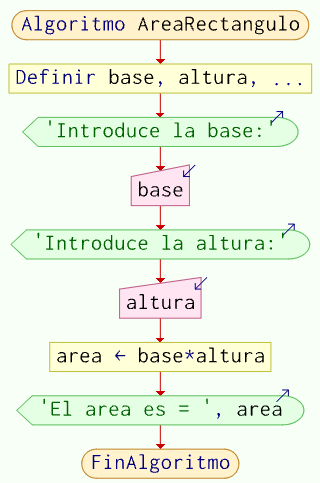 Algoritmo AreaRectangulo
Definir base, altura, ...
'Introduce la base:'
base
'Introduce la altura:'
altura
area ← base*altura
'El area es = ', area
FinAlgoritmo